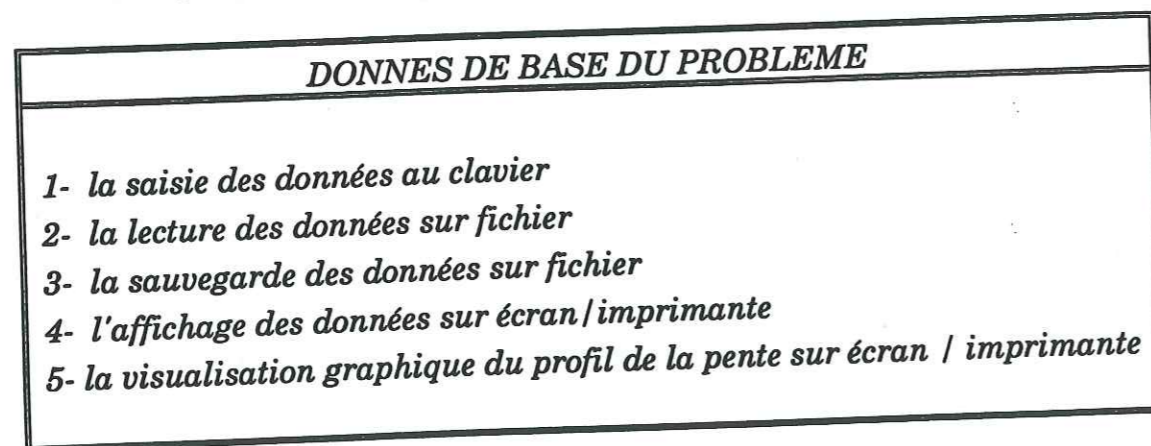 DONNES DE BASE DU PROBLEME
1- la saisie des données au clavier
2- la lecture des données sur fichier
3- la sauvegarde des données sur fichier
4- l'affichage des données sur écran / imprimante
5- la visualisation graphique du profil de la pente sur écran / imprimante